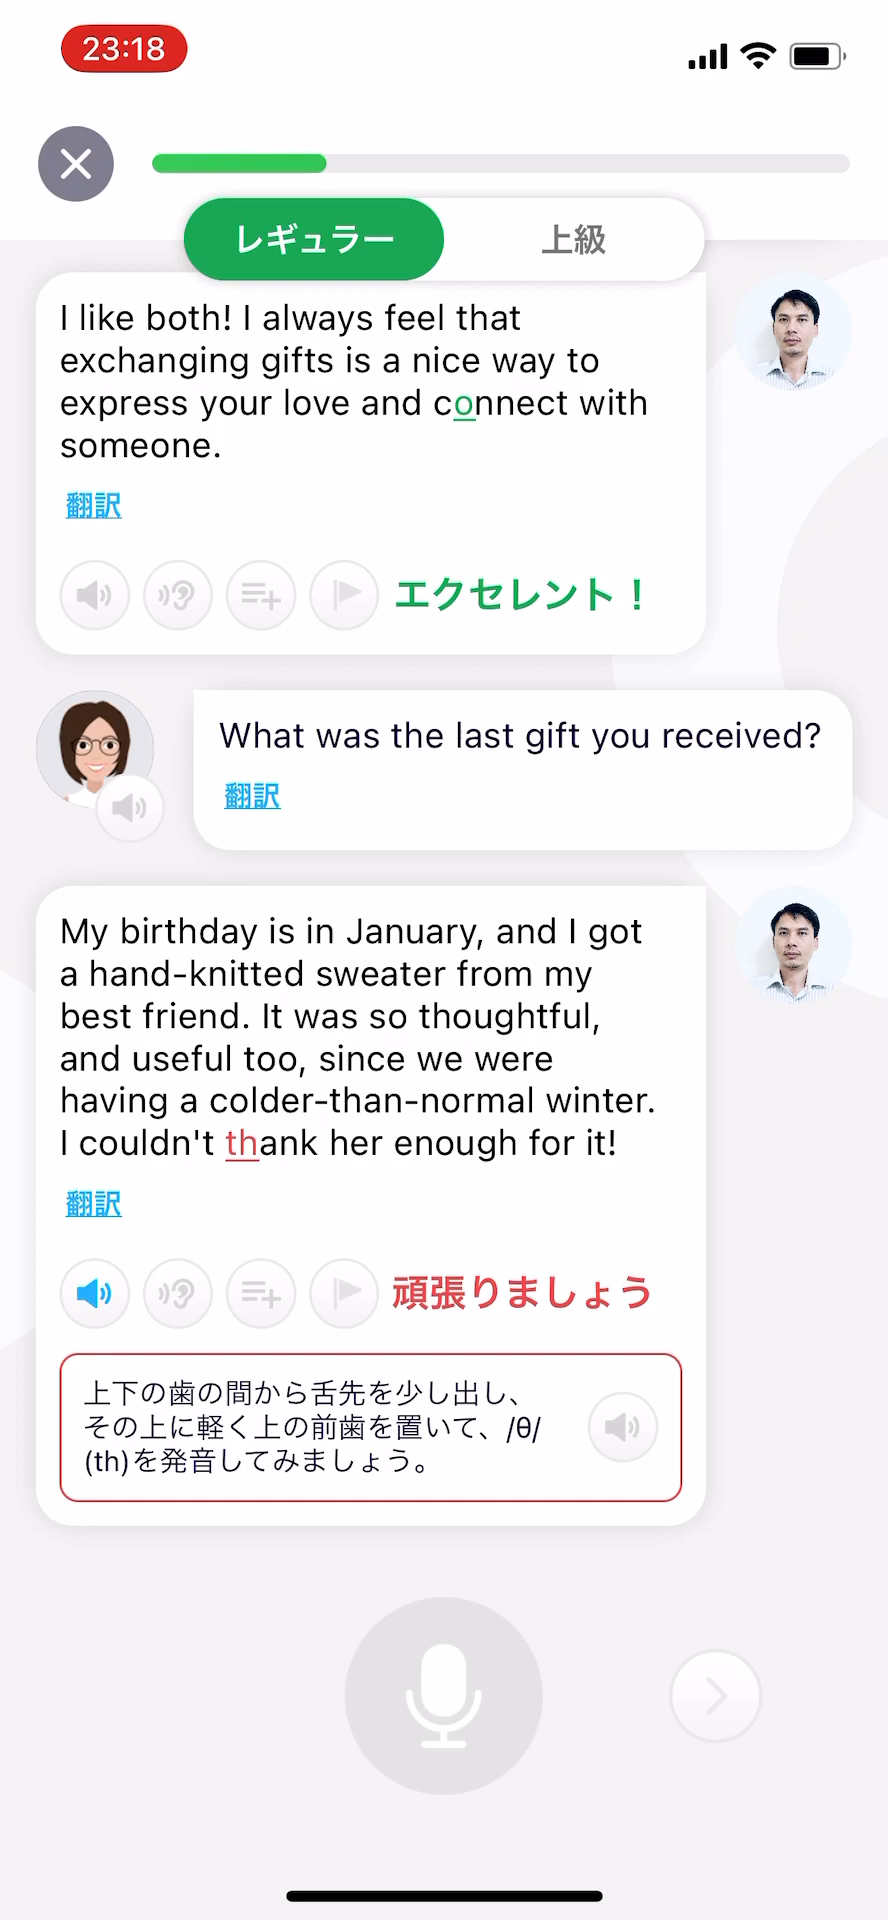 23:18
レギュラー
上級
I like both! I always feel that
exchanging gifts is a nice way to
express your love and connect with
someone.
翻訳
エクセレント！
What was the last gift you received?
翻訳
My birthday is in January, and I got
a hand-knitted sweater from my
best friend. It was so thoughtful,
and useful too, since we were
having a colder-than-normal winter.
I couldn't thank her enough for it!
翻訳
頑張りましょう
上下の歯の間から舌先を少し出し、
その上に軽く上の前歯を置いて、/θ/
(th)を発音してみましょう。